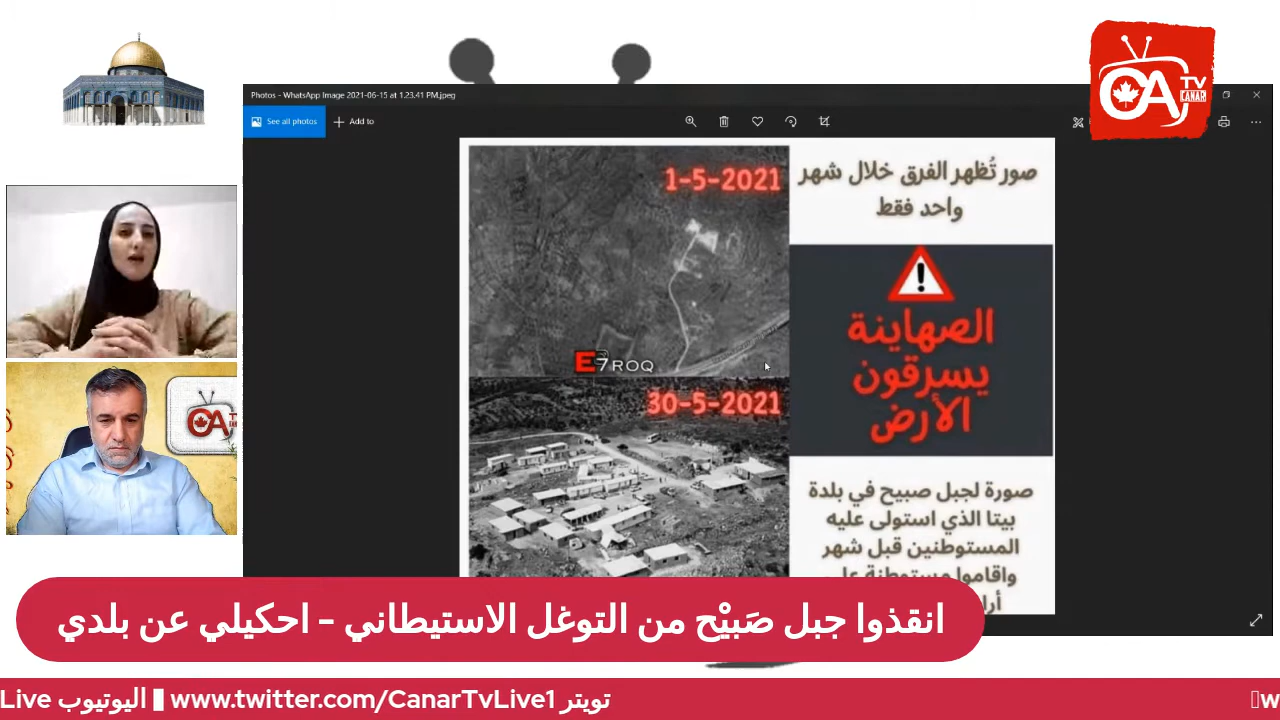 Photos - WhatsApp Image 2021-06-15 at 1.23.41 PM.jpeg
See all photos
Add to
OA TV
CANAR
1-5-2021
صور تُظهر الفرق خلال شهر
واحد فقط
الصهاينة
يسرقون
الأرض
E7ROQ
30-5-2021
صورة لجبل صبيح في بلدة
بيتا الذي استولى عليه
المستوطنين قبل شهر
واقاموا مستوطنة على
OA TV
انقذوا جبل صَبيْح من التوغل الاستيطاني - احكيلي عن بلدي
تويتر www.twitter.com/CanarTvLive1 اليوتيوب Live
w